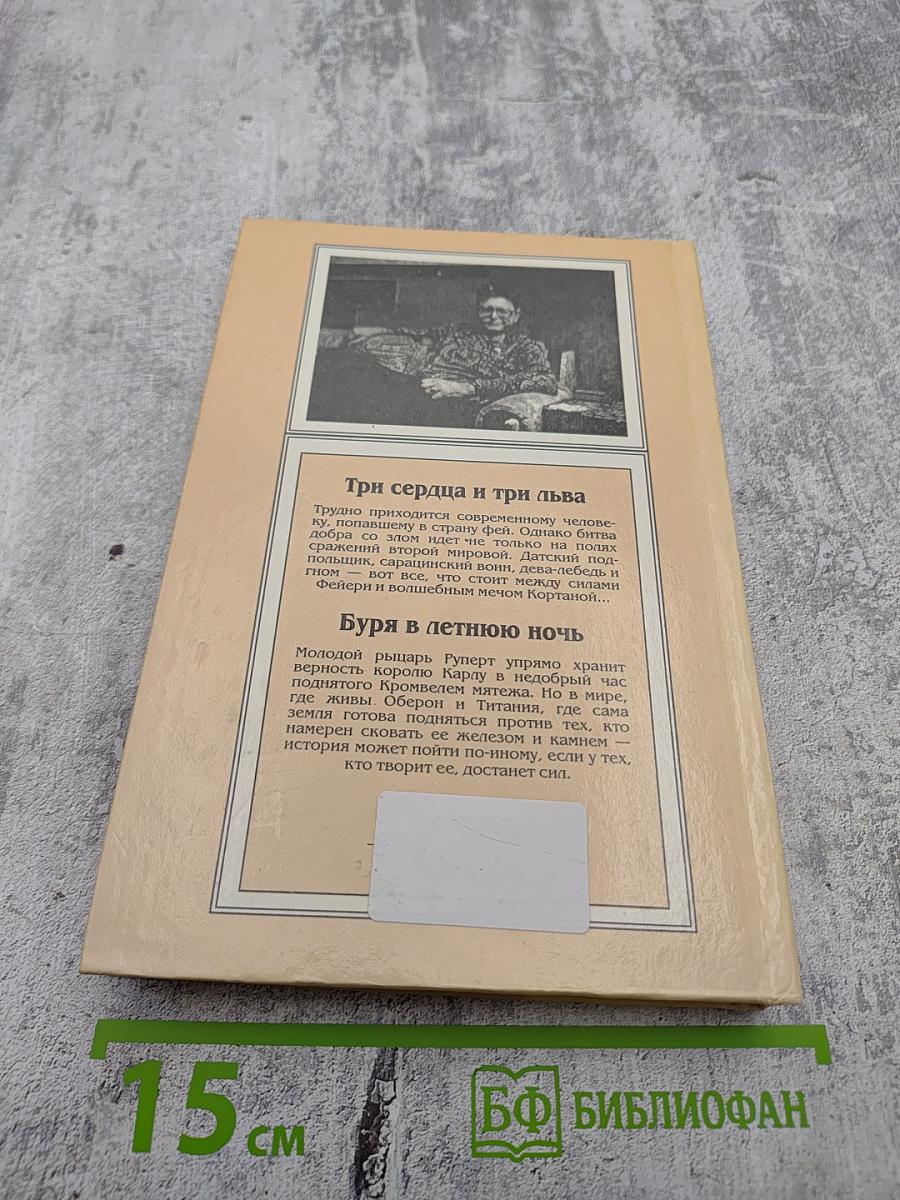 Три сердца и три льва
Трудно приходится современному челове-
ку, попавшему в страну фей. Однако битва
добра со злом идет не только на полях
сражений второй мировой. Датский под-
польщик, сарацинский воин, дева-лебедь и
гном — вот все, что стоит между силами
Фейери и волшебным мечом Кортаной...
Буря в летнюю ночь
Молодой рыцарь Руперт упрямо хранит
верность королю Карлу в недобрый час
поднятого Кромвелем мятежа. Но в мире,
где живы Оберон и Титания, где сама
земля готова подняться против тех, кто
намерен сковать ее железом и камнем —
история может пойти по-иному, если у тех,
кто творит ее, достанет сил.
15 см
БФ БИБЛИОФАН